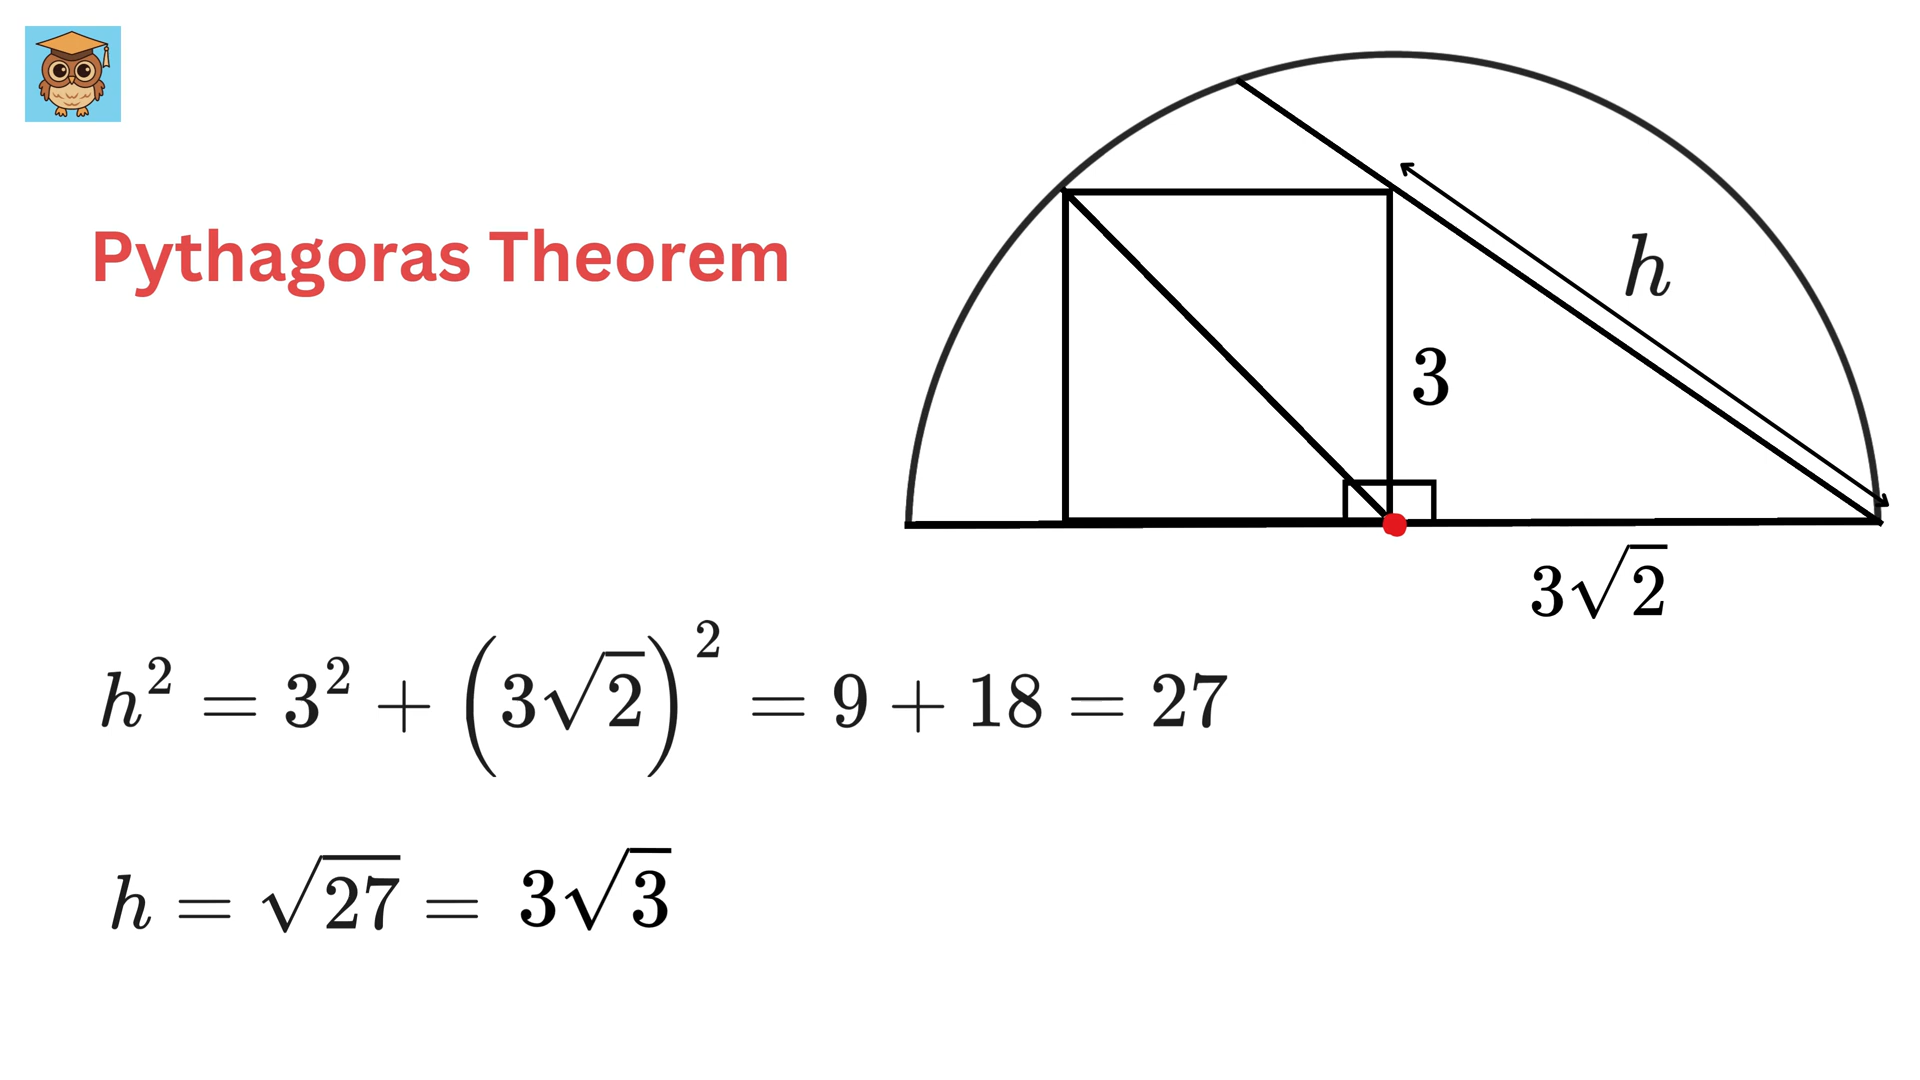 Pythagoras Theorem
h
3
3√2
h² = 3² + (3√2)² = 9 + 18 = 27
h = √27 = 3√3